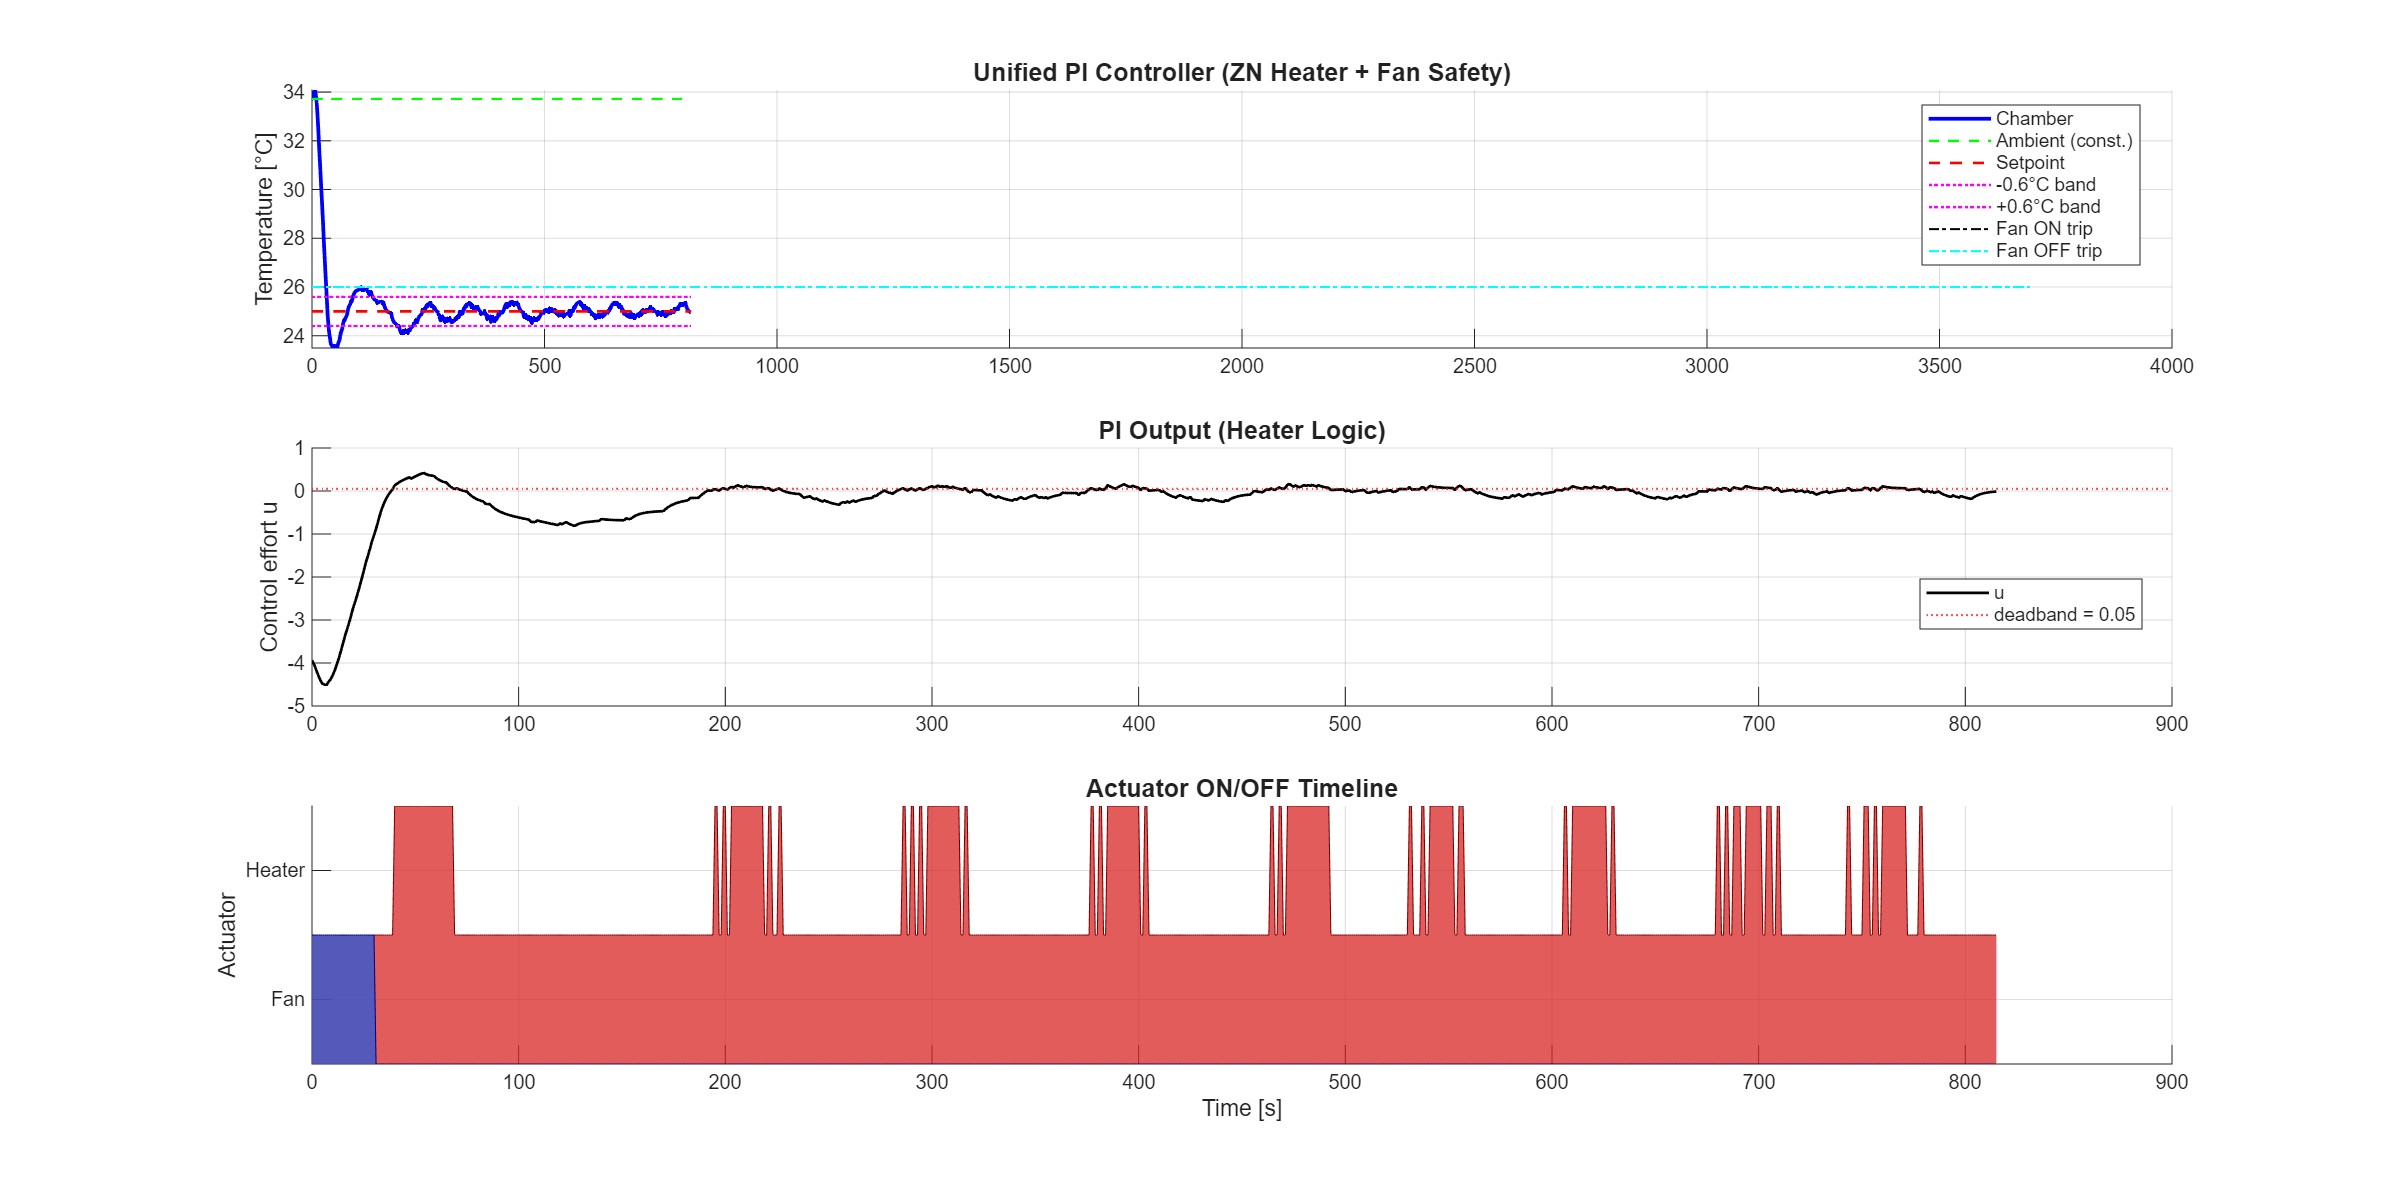 Unified PI Controller (ZN Heater + Fan Safety)
Temperature [°C]
34
32
30
28
26
24
0 500 1000 1500 2000 2500 3000 3500 4000
Chamber
Ambient (const.)
Setpoint
-0.6°C band
+0.6°C band
Fan ON trip
Fan OFF trip
PI Output (Heater Logic)
Control effort u
1
0
-1
-2
-3
-4
-5
0 100 200 300 400 500 600 700 800 900
u
deadband = 0.05
Actuator ON/OFF Timeline
Actuator
Heater
Fan
0 100 200 300 400 500 600 700 800 900
Time [s]